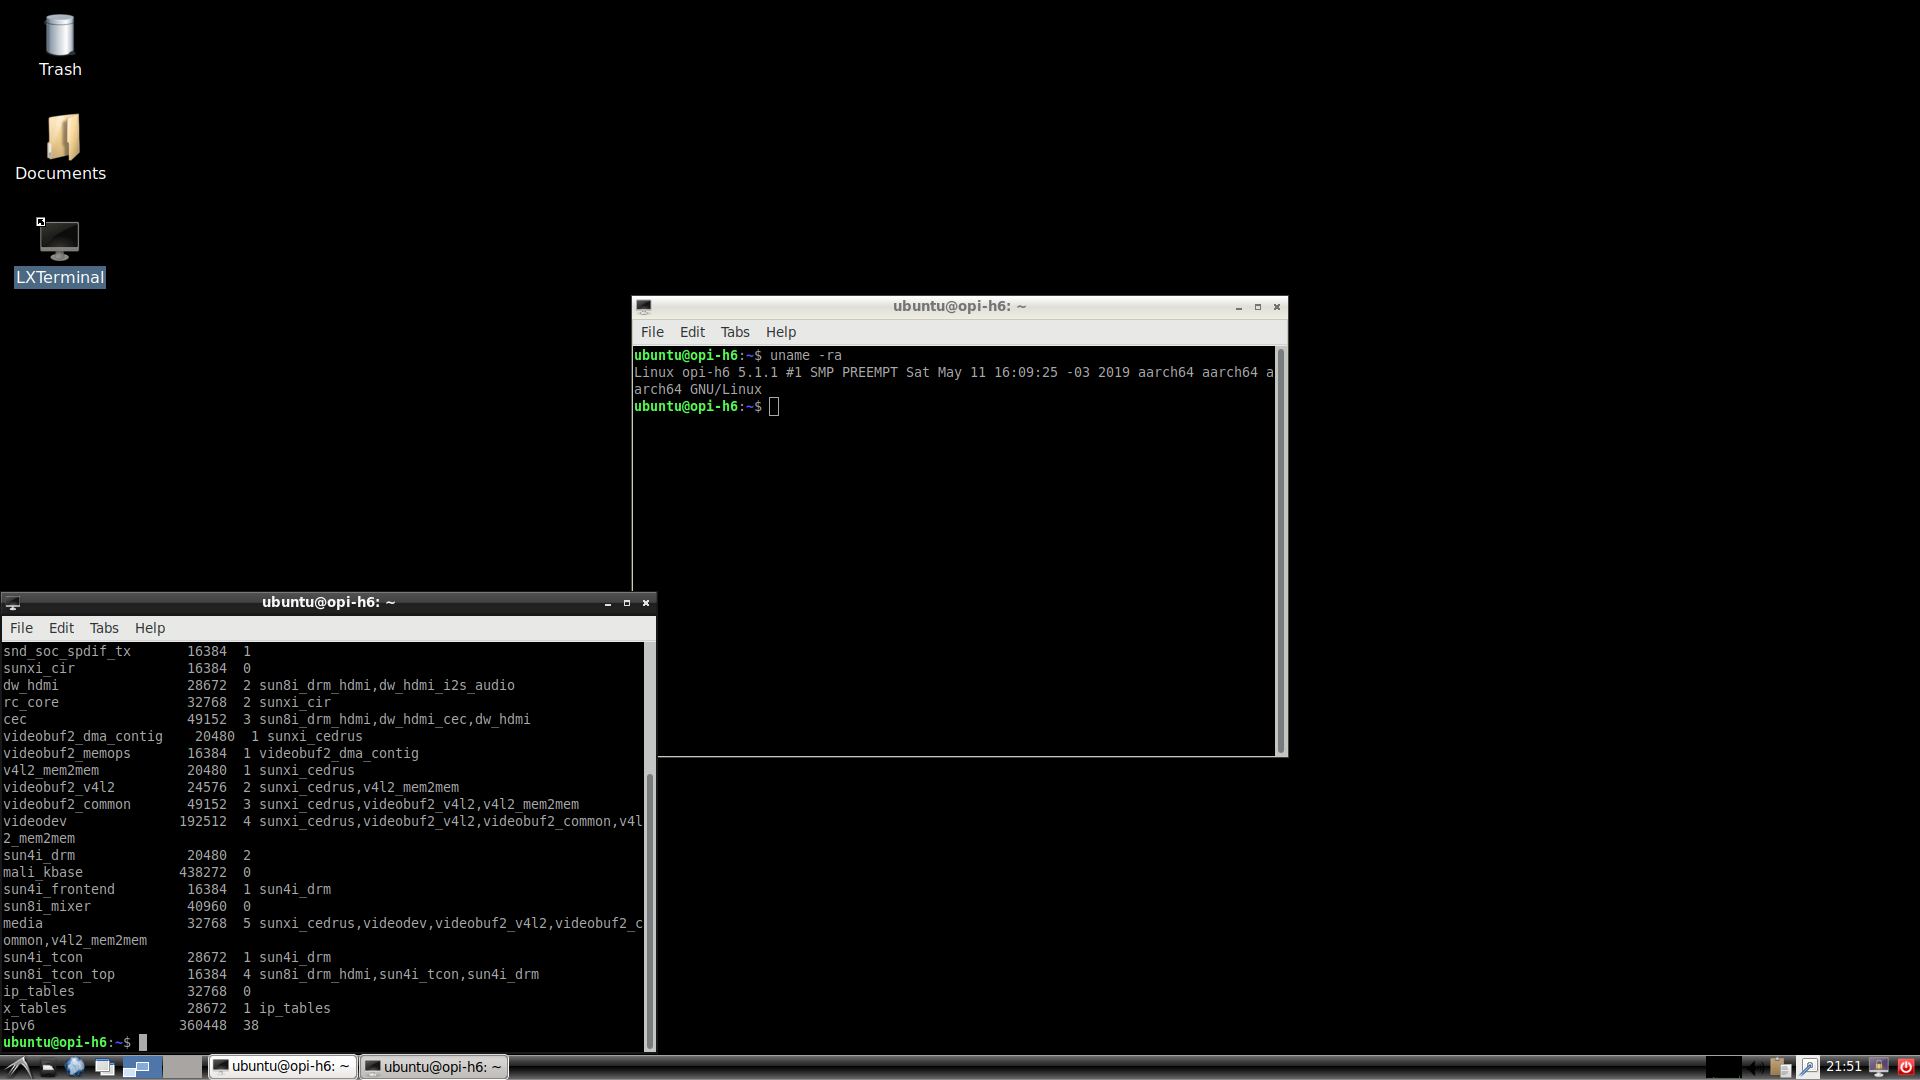 Trash
Documents
LXTerminal
ubuntu@opi-h6: ~
File Edit Tabs Help
ubuntu@opi-h6:~$ uname -ra
Linux opi-h6 5.1.1 #1 SMP PREEMPT Sat May 11 16:09:25 -03 2019 aarch64 aarch64 a
arch64 GNU/Linux
ubuntu@opi-h6:~$
ubuntu@opi-h6: ~
File Edit Tabs Help
snd_soc_spdif_tx       16384  1
sunxi_cir              16384  0
dw_hdmi                28672  2 sun8i_drm_hdmi,dw_hdmi_i2s_audio
rc_core                32768  2 sunxi_cir
cec                    49152  3 sun8i_drm_hdmi,dw_hdmi_cec,dw_hdmi
videobuf2_dma_contig    20480  1 sunxi_cedrus
videobuf2_memops       16384  1 videobuf2_dma_contig
v4l2_mem2mem           20480  1 sunxi_cedrus
videobuf2_v4l2         24576  2 sunxi_cedrus,v4l2_mem2mem
videobuf2_common       49152  3 sunxi_cedrus,videobuf2_v4l2,v4l2_mem2mem
videodev              192512  4 sunxi_cedrus,videobuf2_v4l2,videobuf2_common,v4l
2_mem2mem
sun4i_drm              20480  2
mali_kbase            438272  0
sun4i_frontend         16384  1 sun4i_drm
sun8i_mixer            40960  0
media                  32768  5 sunxi_cedrus,videodev,videobuf2_v4l2,videobuf2_c
ommon,v4l2_mem2mem
sun4i_tcon             28672  1 sun4i_drm
sun8i_tcon_top         16384  4 sun8i_drm_hdmi,sun4i_tcon,sun4i_drm
ip_tables              32768  0
x_tables               28672  1 ip_tables
ipv6                  360448  38
ubuntu@opi-h6:~$
ubuntu@opi-h6: ~ ubuntu@opi-h6: ~ 21:51